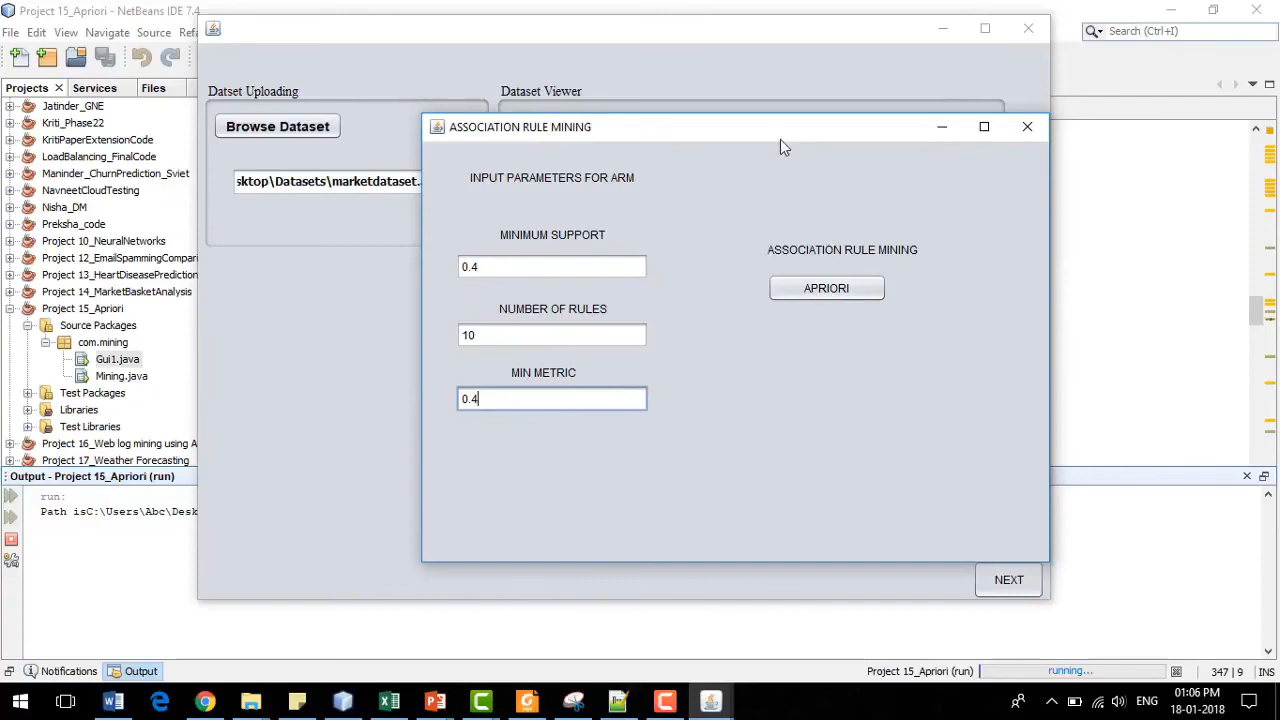 Project 15_Apriori - NetBeans IDE 7.4
File Edit View Navigate Source Refa
Search (Ctrl+I)
Projects Services Files
Jatinder_GNE
Kriti_Phase22
KritiPaperExtensionCode
LoadBalancing_FinalCode
Maninder_ChurnPrediction_Sviet
NavneetCloudTesting
Nisha_DM
Preksha_code
Project 10_NeuralNetworks
Project 12_EmailSpammingCompari
Project 13_HeartDiseasePrediction
Project 14_MarketBasketAnalysis
Project 15_Apriori
Source Packages
com.mining
Gui1.java
Mining.java
Test Packages
Libraries
Test Libraries
Project 16_Web log mining using A
Project 17_Weather Forecasting
Datset Uploading
Dataset Viewer
Browse Dataset
sktop\Datasets\marketdataset.
ASSOCIATION RULE MINING
INPUT PARAMETERS FOR ARM
MINIMUM SUPPORT
0.4
NUMBER OF RULES
10
MIN METRIC
0.4
ASSOCIATION RULE MINING
APRIORI
NEXT
Output - Project 15_Apriori (run)
run:
Path isC:\Users\Abc\Desk
Notifications Output
Project 15_Apriori (run) running... 347 | 9 INS
ENG
01:06 PM
18-01-2018